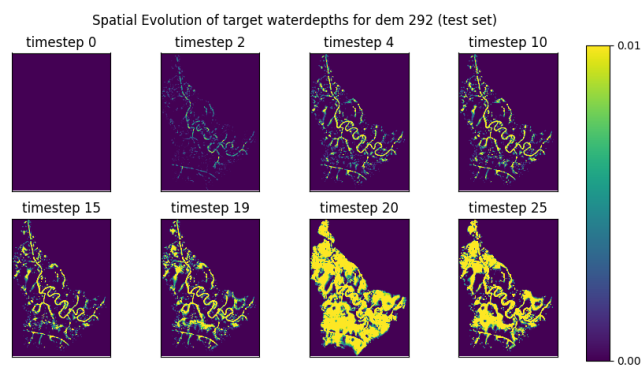 Spatial Evolution of target waterdepths for dem 292 (test set)
timestep 0
timestep 2
timestep 4
timestep 10
0.01
timestep 15
timestep 19
timestep 20
timestep 25
0.00